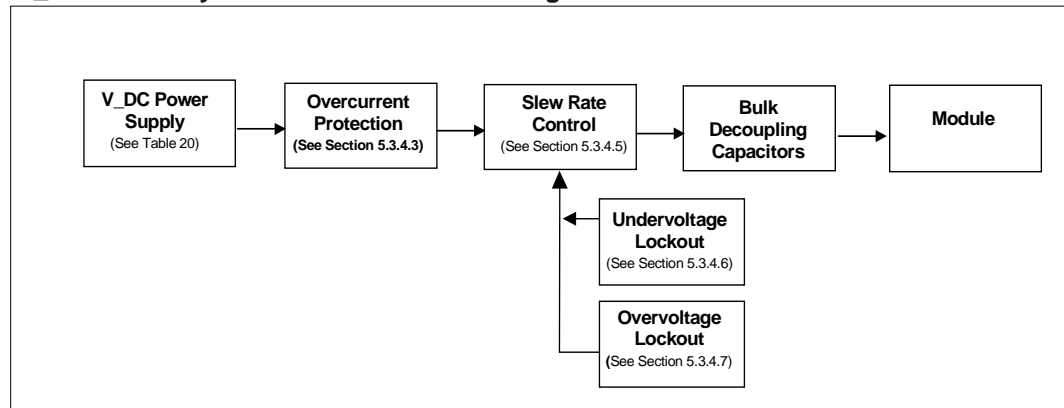 V_DC Power
Supply
(See Table 20)
Overcurrent
Protection
(See Section 5.3.4.3)
Slew Rate
Control
(See Section 5.3.4.5)
Bulk
Decoupling
Capacitors
Module
Undervoltage
Lockout
(See Section 5.3.4.6)
Overvoltage
Lockout
(See Section 5.3.4.7)